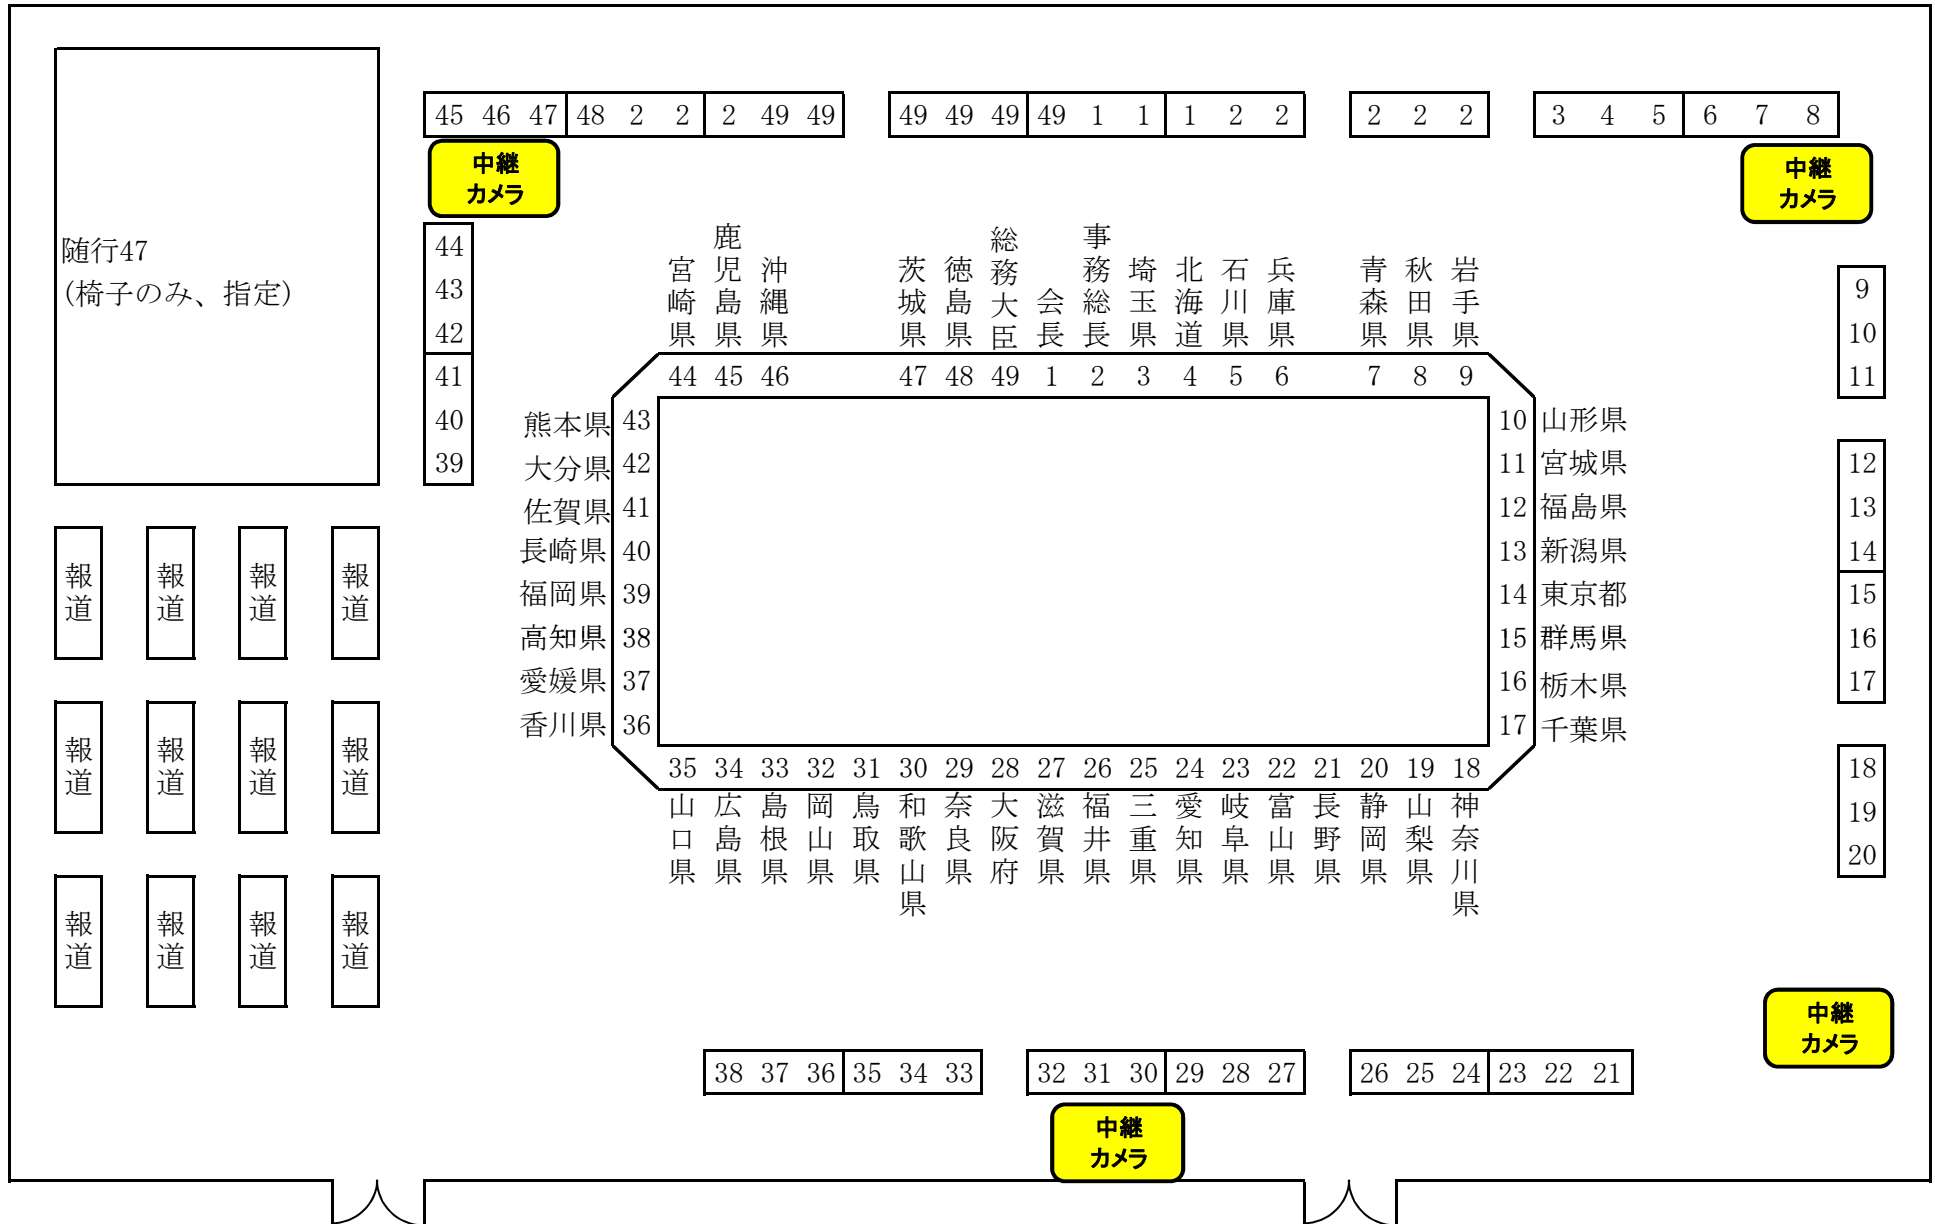 45 46 47 48 2 2 2 49 49 49 49 49 49 1 1 1 2 2 2 2 2 3 4 5 6 7 8
中継
カメラ
中継
カメラ
随行47
(椅子のみ、指定)
44
43
42
41
40
39
宮崎県
鹿児島県
沖縄県
茨城県
徳島県
総務大臣
会長
事務総長
埼玉県
北海道
石川県
兵庫県
青森県
秋田県
岩手県
44 45 46 47 48 49 1 2 3 4 5 6 7 8 9
熊本県 43
大分県 42
佐賀県 41
長崎県 40
福岡県 39
高知県 38
愛媛県 37
香川県 36
10 山形県
11 宮城県
12 福島県
13 新潟県
14 東京都
15 群馬県
16 栃木県
17 千葉県
9
10
11
12
13
14
15
16
17
18
19
20
35 34 33 32 31 30 29 28 27 26 25 24 23 22 21 20 19 18
山口県
広島県
島根県
岡山県
鳥取県
和歌山県
奈良県
大阪府
滋賀県
福井県
三重県
愛知県
岐阜県
富山県
長野県
静岡県
山梨県
神奈川県
報道
報道
報道
報道
報道
報道
報道
報道
報道
報道
報道
報道
中継
カメラ
38 37 36 35 34 33 32 31 30 29 28 27 26 25 24 23 22 21
中継
カメラ